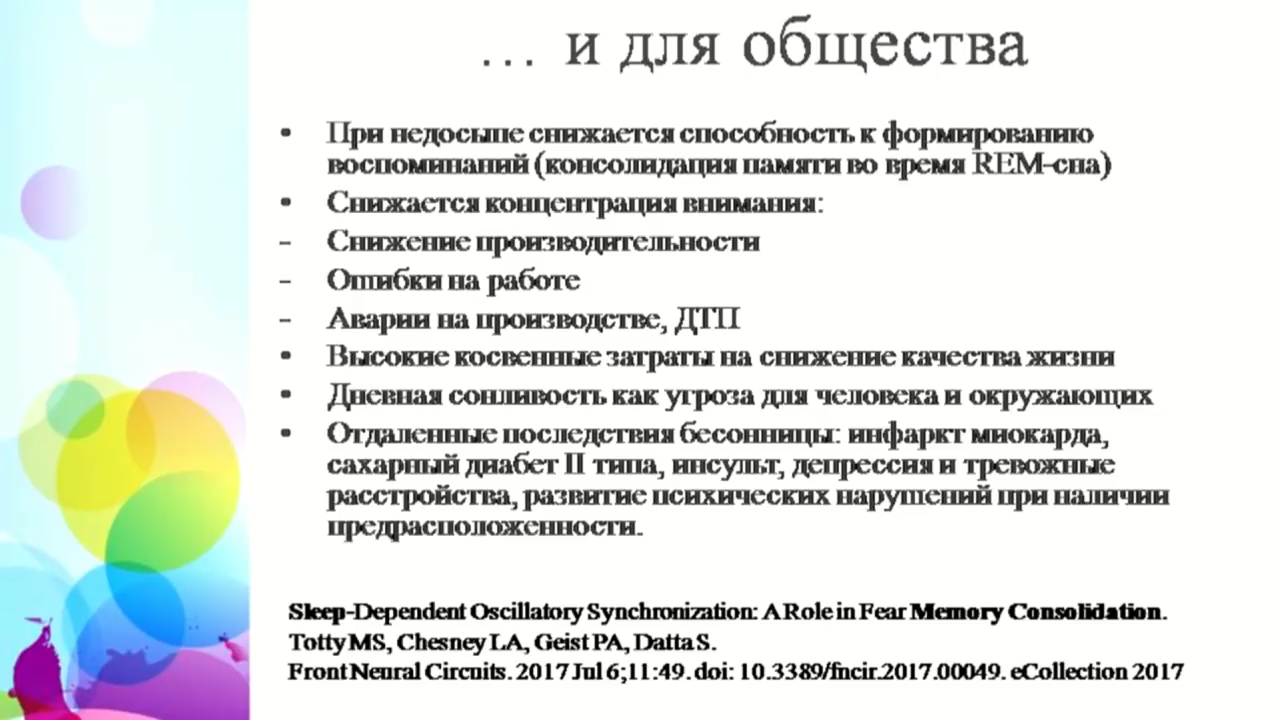 ... и для общества
• При недосыпе снижается способность к формированию
воспоминаний (консолидация памяти во время REM-сна)
• Снижается концентрация внимания:
- Снижение производительности
- Ошибки на работе
- Аварии на производстве, ДТП
• Высокие косвенные затраты на снижение качества жизни
• Дневная сонливость как угроза для человека и окружающих
• Отдаленные последствия бесонницы: инфаркт миокарда,
сахарный диабет II типа, инсульт, депрессия и тревожные
расстройства, развитие психических нарушений при наличии
предрасположенности.
Sleep-Dependent Oscillatory Synchronization: A Role in Fear Memory Consolidation.
Totty MS, Chesney LA, Geist PA, Datta S.
Front Neural Circuits. 2017 Jul 6;11:49. doi: 10.3389/fncir.2017.00049. eCollection 2017